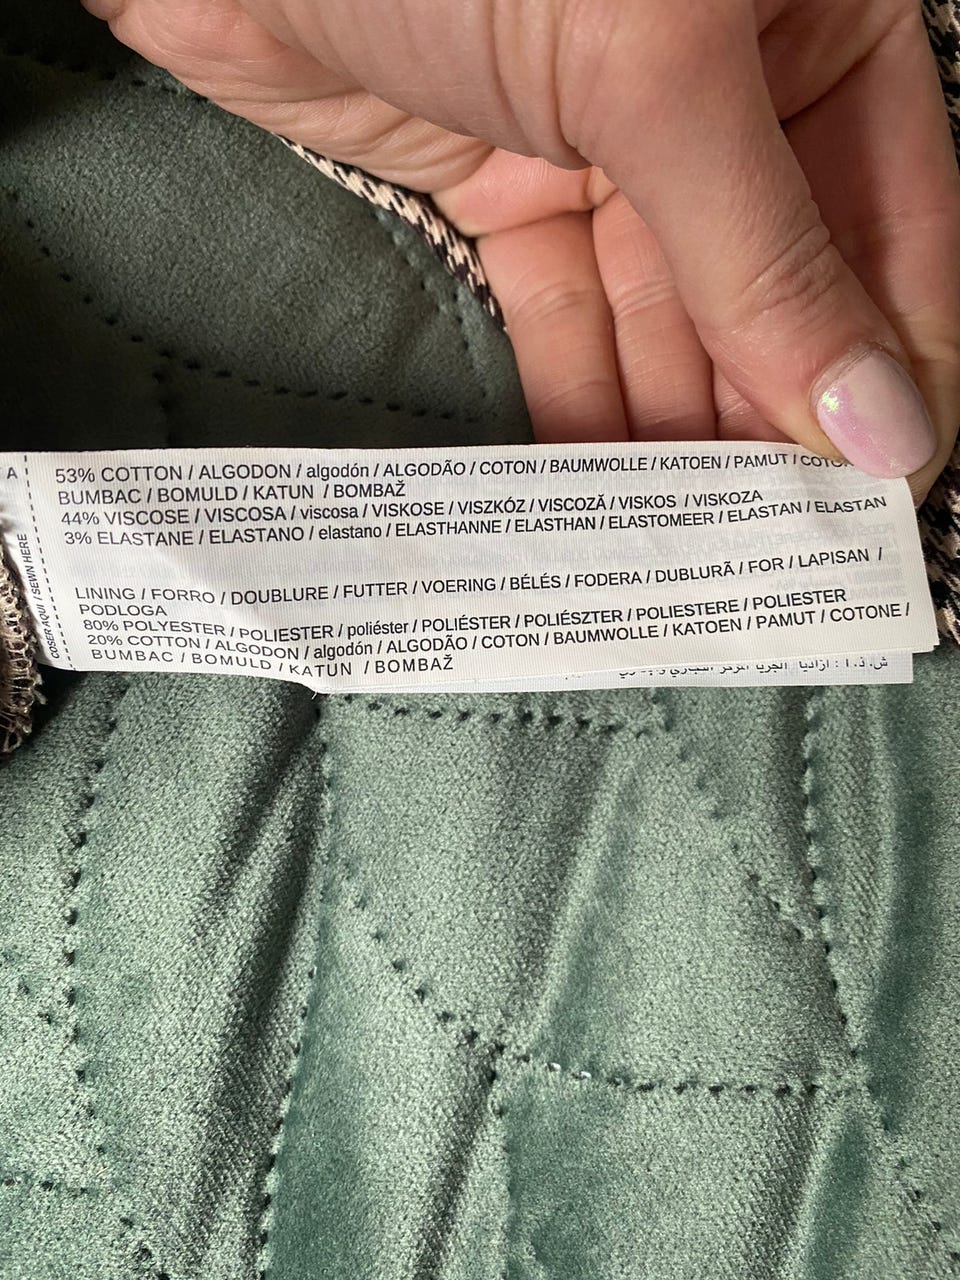 A
COSER AQUI / SEWN HERE
53% COTTON / ALGODON / algodón / ALGODÃO / COTON / BAUMWOLLE / KATOEN / PAMUT /
BUMBAC / BOMULD / KATUN / BOMBAŽ
44% VISCOSE / VISCOSA / viscosa / VISKOSE / VISZKÓZ / VISCOZĂ / VISKOS / VISKOZA
3% ELASTANE / ELASTANO / elastano / ELASTHANNE / ELASTHAN / ELASTOMEER / ELASTAN / ELASTAN
LINING / FORRO / DOUBLURE / FUTTER / VOERING / BÉLÉS / FODERA / DUBLURĂ / FOR / LAPISAN /
PODLOGA
80% POLYESTER / POLIESTER / poliéster / POLIÉSTER / POLIÉSZTER / POLIESTERE / POLIESTER
20% COTTON / ALGODON / algodón / ALGODÃO / COTON / BAUMWOLLE / KATOEN / PAMUT / COTONE /
BUMBAC / BOMULD / KATUN / BOMBAŽ